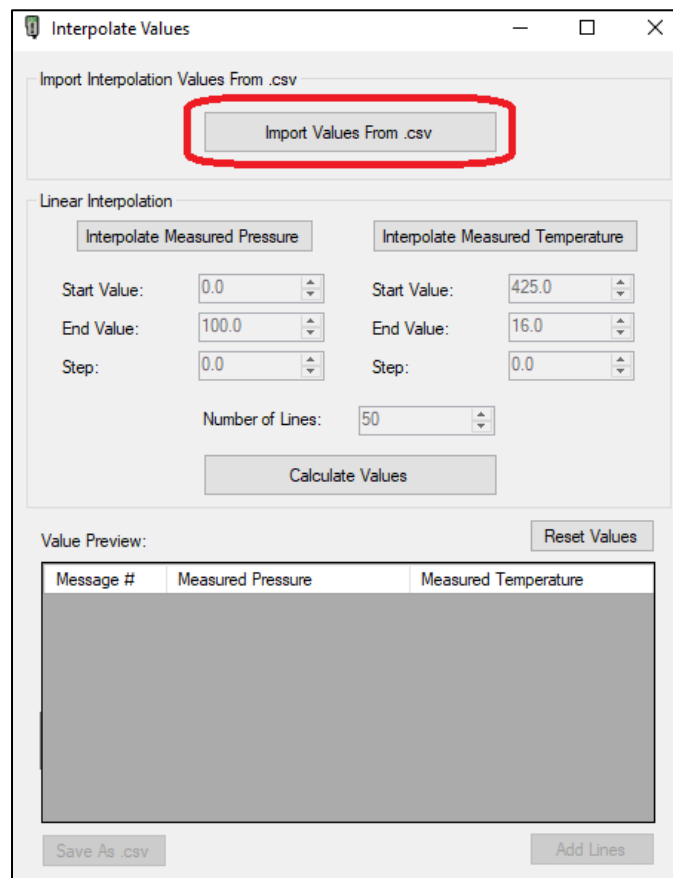 Interpolate Values
Import Interpolation Values From .csv
Import Values From .csv
Linear Interpolation
Interpolate Measured Pressure
Interpolate Measured Temperature
Start Value: 0.0 Start Value: 425.0
End Value: 100.0 End Value: 16.0
Step: 0.0 Step: 0.0
Number of Lines: 50
Calculate Values
Value Preview: Reset Values
Message # Measured Pressure Measured Temperature
Save As .csv Add Lines